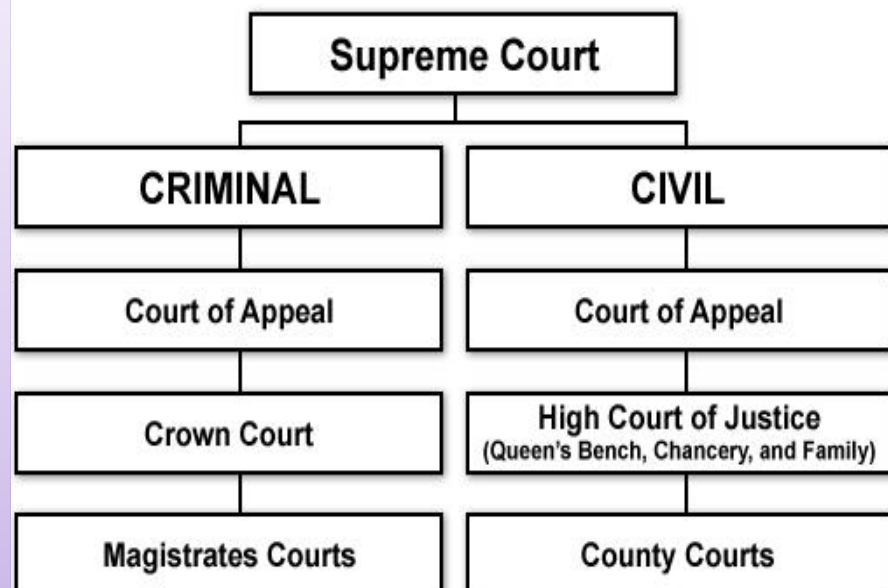 Supreme Court
CRIMINAL
CIVIL
Court of Appeal
Court of Appeal
Crown Court
High Court of Justice
(Queen's Bench, Chancery, and Family)
Magistrates Courts
County Courts